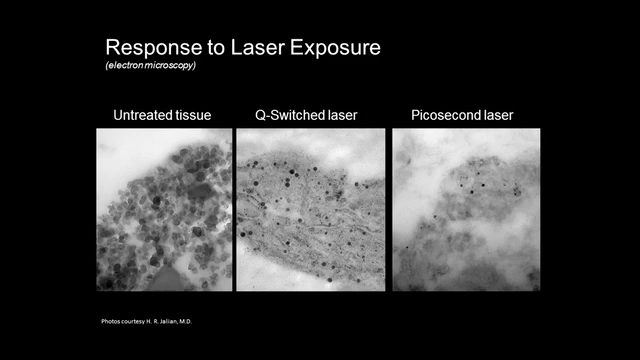 Response to Laser Exposure
(electron microscopy)
Untreated tissue
Q-Switched laser
Picosecond laser
Photos courtesy H. R. Jalian, M.D.